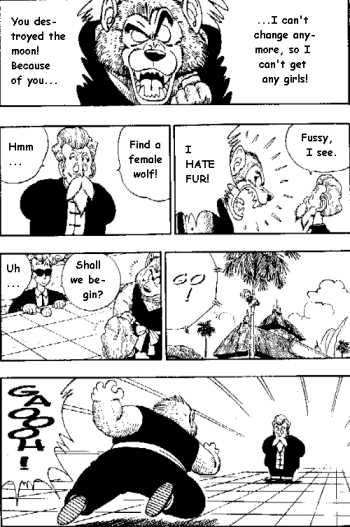 You des-
troyed the
moon!
Because
of you...
...I can't
change any-
more, so I
can't get
any girls!
Hmm
...
Find a
female
wolf!
I
HATE
FUR!
Fussy,
I see.
Uh
...
Shall
we be-
gin?
GO
!
GAOOOH!